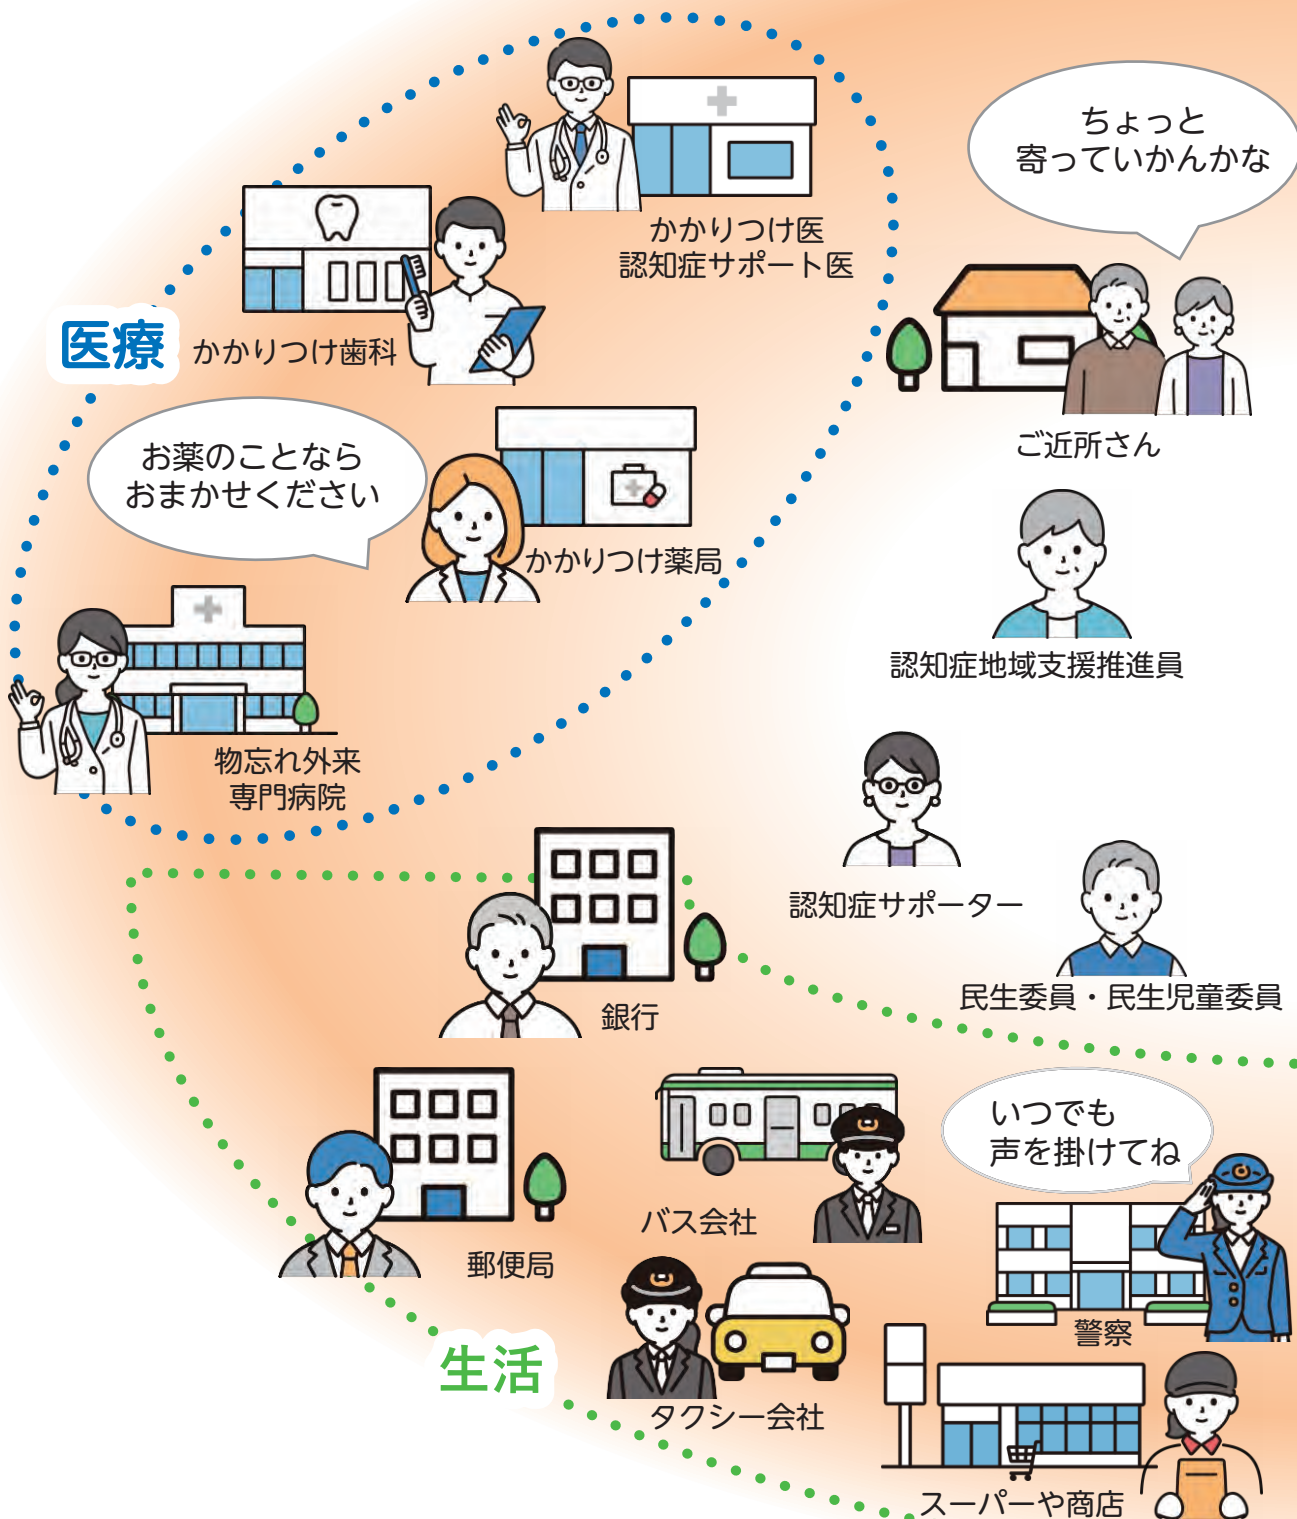 かかりつけ医
認知症サポート医
医療
かかりつけ歯科
お薬のことなら
おまかせください
かかりつけ薬局
物忘れ外来
専門病院
ちょっと
寄っていかんかな
ご近所さん
認知症地域支援推進員
認知症サポーター
民生委員・民生児童委員
銀行
郵便局
バス会社
いつでも
声を掛けてね
警察
生活
タクシー会社
スーパーや商店